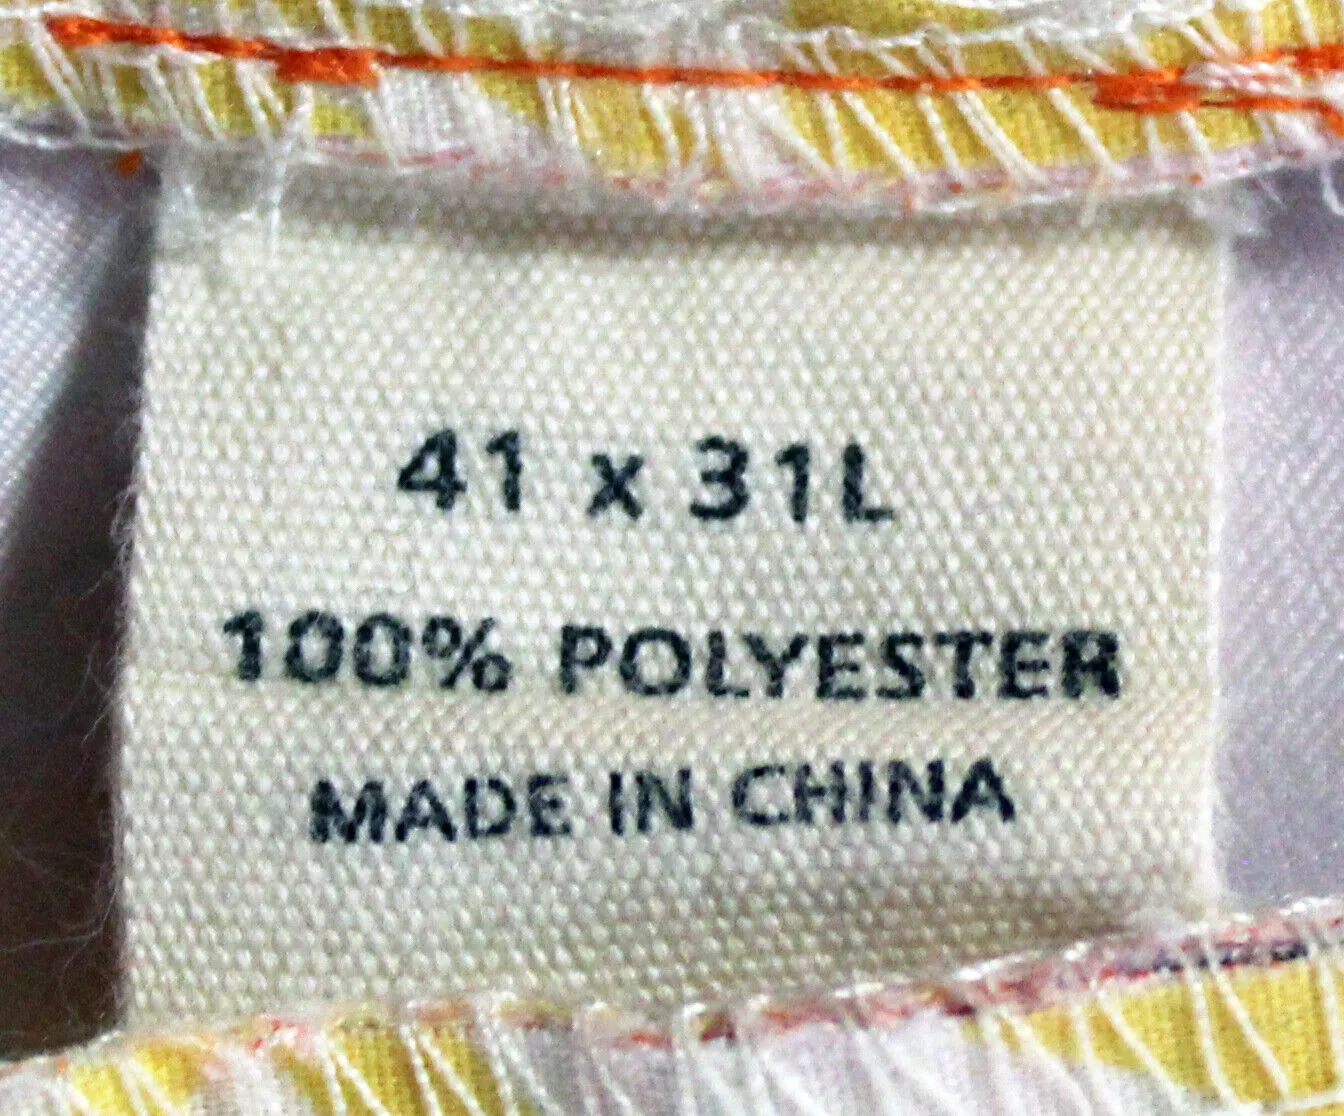 41 x 31L
100% POLYESTER
MADE IN CHINA